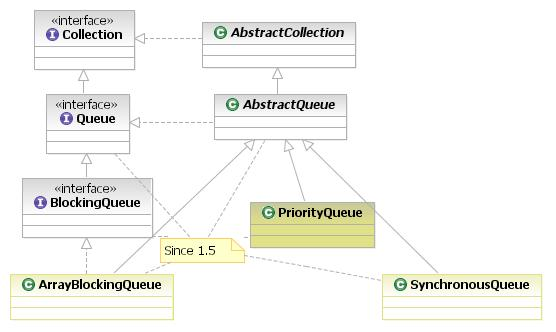 «interface»
I Collection
C AbstractCollection
«interface»
I Queue
C AbstractQueue
«interface»
I BlockingQueue
C PriorityQueue
Since 1.5
C ArrayBlockingQueue
C SynchronousQueue